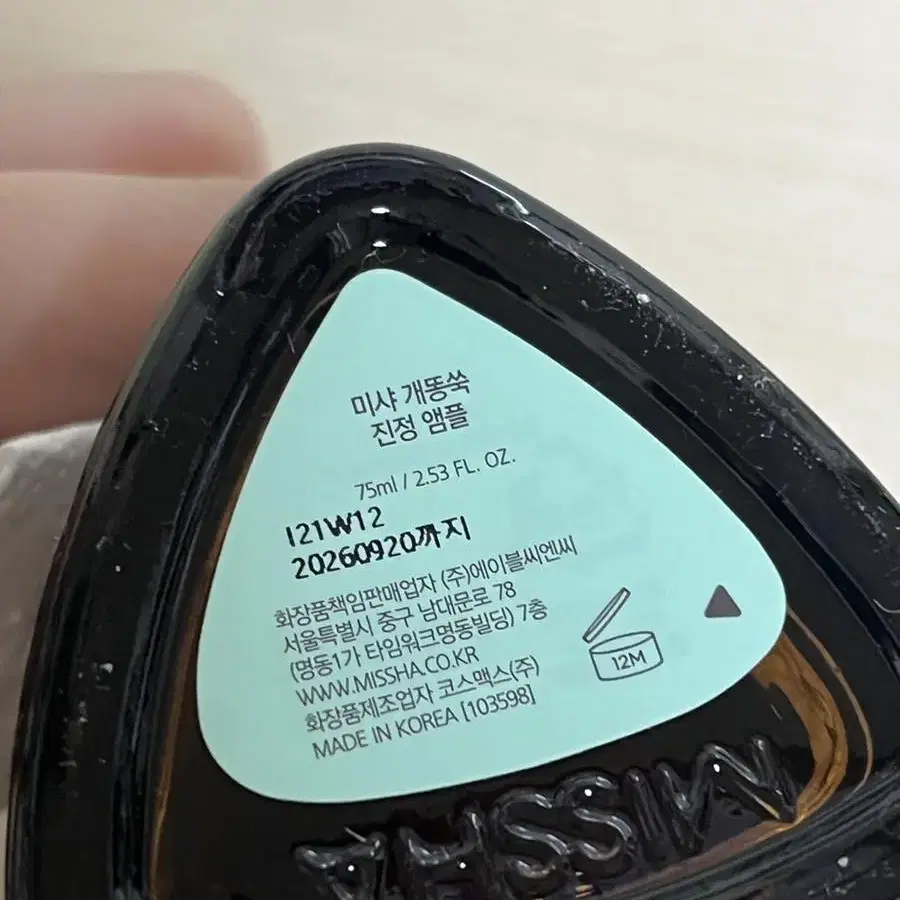 미샤 개똥쑥
진정 앰플
75ml / 2.53 FL. OZ.
I21W12
20260920까지
화장품책임판매업자 (주)에이블씨엔씨
서울특별시 중구 남대문로 78
(명동1가 타임워크명동빌딩) 7층
WWW.MISSHA.CO.KR
화장품제조업자 코스맥스(주)
MADE IN KOREA [103598]
12M
MISSHA